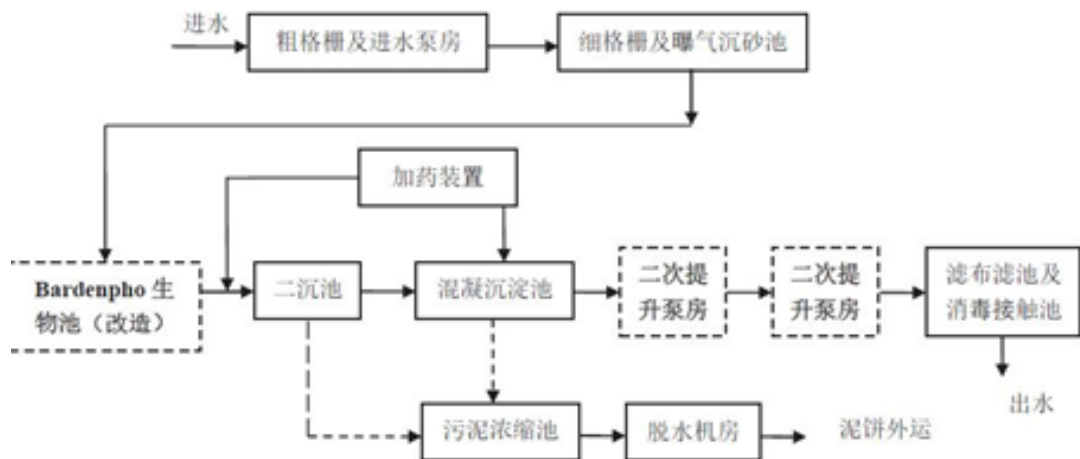 进水
粗格栅及进水泵房
细格栅及曝气沉砂池
加药装置
Bardenpho 生
物池（改造）
二沉池
混凝沉淀池
二次提
升泵房
二次提
升泵房
滤布滤池及
消毒接触池
出水
污泥浓缩池
脱水机房
泥饼外运